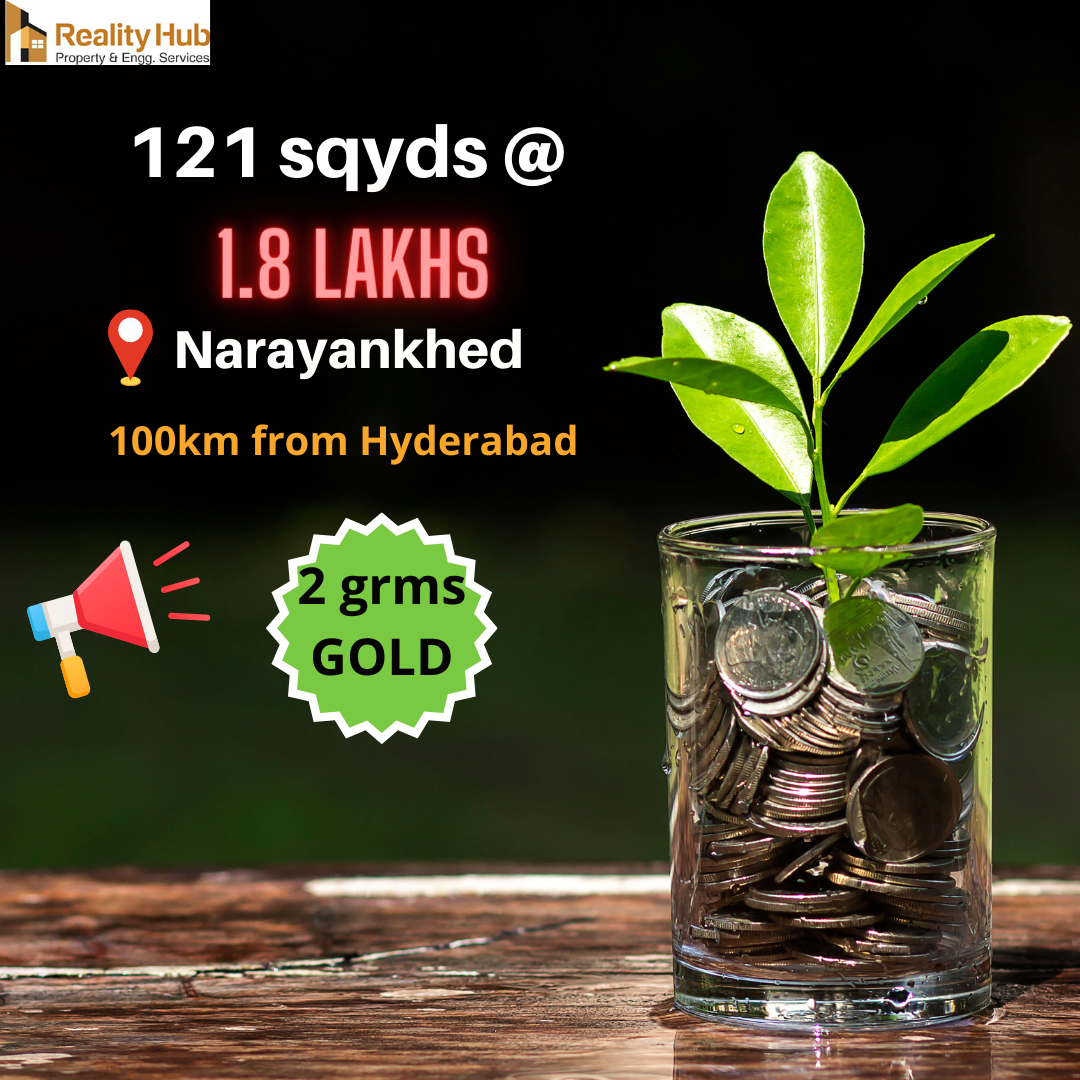 Reality Hub
Property & Engg. Services
121 sqyds @
1.8 LAKHS
Narayankhed
100km from Hyderabad
2 grms
GOLD